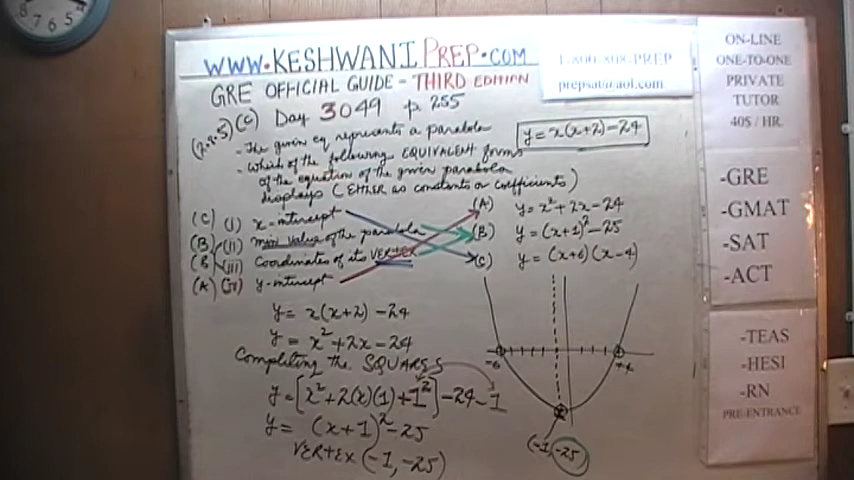 8 7 6 5 4
WWW.KESHWANIPREP.COM
1-800-808-PREP
prepsat@aol.com
GRE OFFICIAL GUIDE - THIRD EDITION
(C) Day 3049 p 255
- The given eq represents a parabola
y = x(x+2) - 24
- Which of the following EQUIVALENT forms
of the equation of the given parabola
displays (EITHER as constants or coefficients)
(C) (i) x-intercept
(B) (ii) min value of the parabola
(B) (iii) Coordinates of its VERTEX
(A) (iv) y-intercept
(A) y = x² + 2x - 24
(B) y = (x+1)² - 25
(C) y = (x+6)(x-4)
y = x(x+2) - 24
y = x² + 2x - 24
Completing the SQUARES
y = [x² + 2(x)(1) + 1²] - 24 - 1
y = (x+1)² - 25
VERTEX (-1, -25)
-6
+4
(-1, -25)
ON-LINE
ONE-TO-ONE
PRIVATE
TUTOR
40$ / HR.
-GRE
-GMAT
-SAT
-ACT
-TEAS
-HESI
-RN
PRE-ENTRANCE